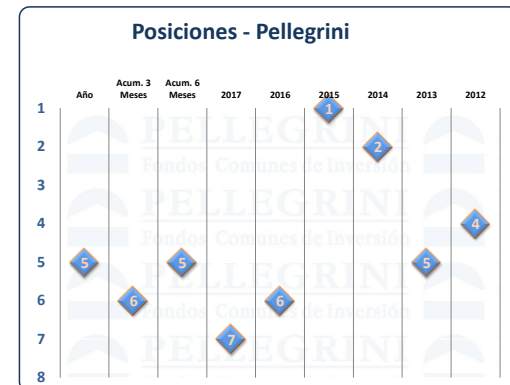 Posiciones - Pellegrini
Año Acum. 3 Meses Acum. 6 Meses 2017 2016 2015 2014 2013 2012
1 1
PELLEGRINI
2 2
Fondos Comunes de Inversión
3
PELLEGRINI
4 4
Fondos Comunes de Inversión
5 5 5 5
PELLEGRINI
6 6 6
Fondos Comunes de Inversión
7 7
PELLEGRINI
8